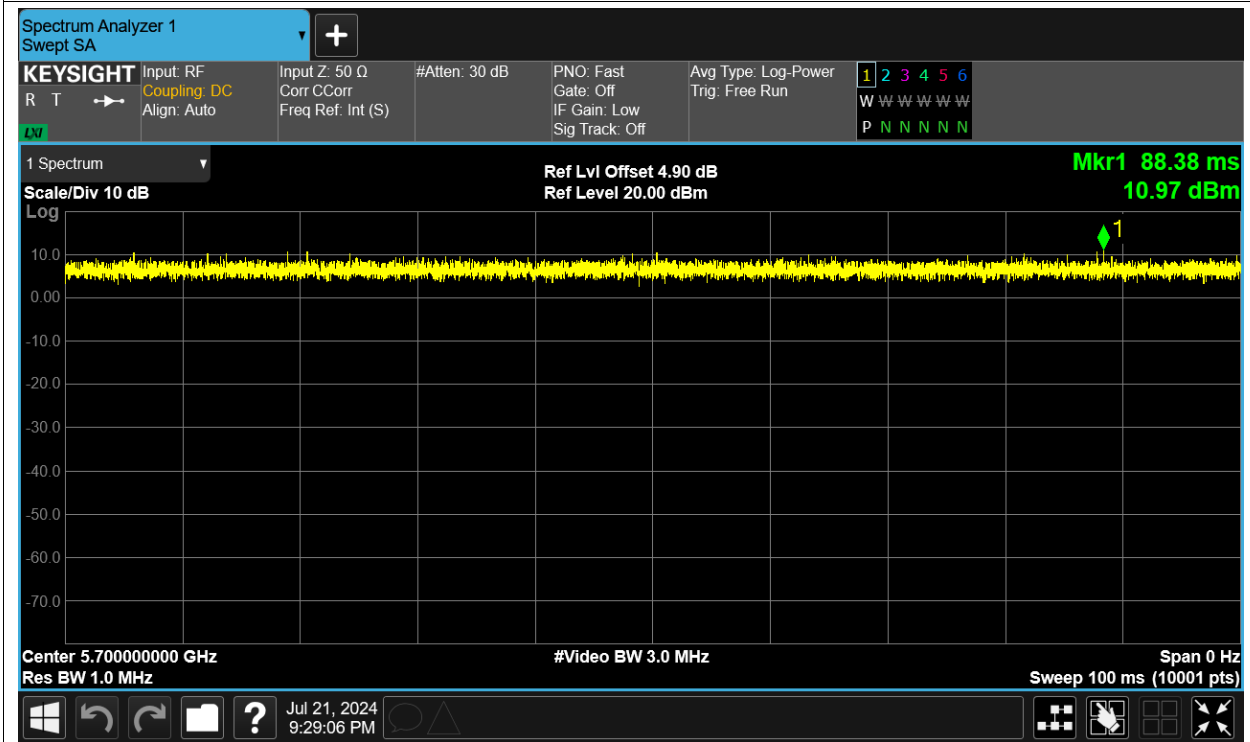 Spectrum Analyzer 1
Swept SA
+
KEYSIGHT
R T
LXI
Input: RF
Coupling: DC
Align: Auto
Input Z: 50 Ω
Corr CCorr
Freq Ref: Int (S)
#Atten: 30 dB
PNO: Fast
Gate: Off
IF Gain: Low
Sig Track: Off
Avg Type: Log-Power
Trig: Free Run
1 2 3 4 5 6
W W W W W W
P N N N N N
1 Spectrum
Scale/Div 10 dB
Log
Ref Lvl Offset 4.90 dB
Ref Level 20.00 dBm
Mkr1 88.38 ms
10.97 dBm
1
10.0
0.00
-10.0
-20.0
-30.0
-40.0
-50.0
-60.0
-70.0
Center 5.700000000 GHz
Res BW 1.0 MHz
#Video BW 3.0 MHz
Span 0 Hz
Sweep 100 ms (10001 pts)
?
Jul 21, 2024
9:29:06 PM